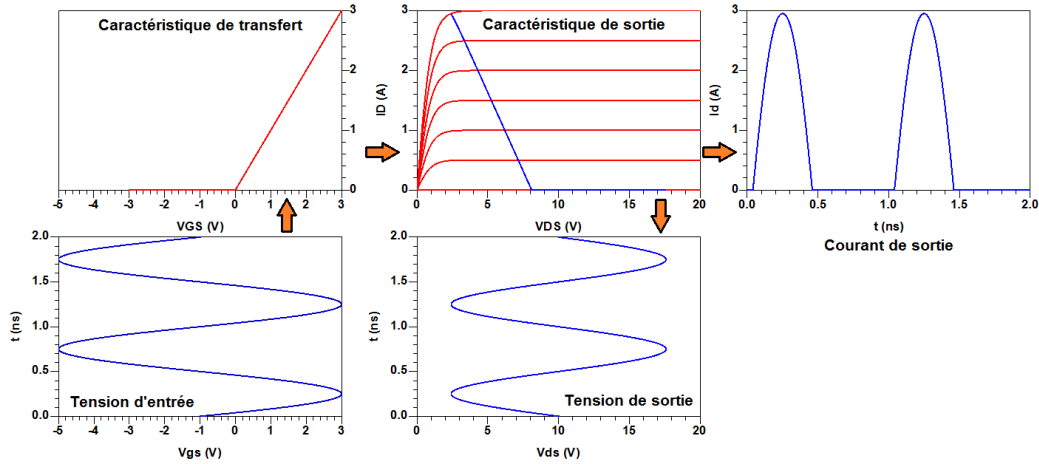 Caractéristique de transfert
3
2
1
0
-5 -4 -3 -2 -1 0 1 2 3
VGS (V)
Caractéristique de sortie
ID (A)
3
2
1
0
0 5 10 15 20
VDS (V)
Id (A)
3
2
1
0
0.0 0.5 1.0 1.5 2.0
t (ns)
Courant de sortie
t (ns)
2.0
1.5
1.0
0.5
0.0
Tension d'entrée
-5 -4 -3 -2 -1 0 1 2 3
Vgs (V)
t (ns)
2.0
1.5
1.0
0.5
0.0
Tension de sortie
0 5 10 15 20
Vds (V)